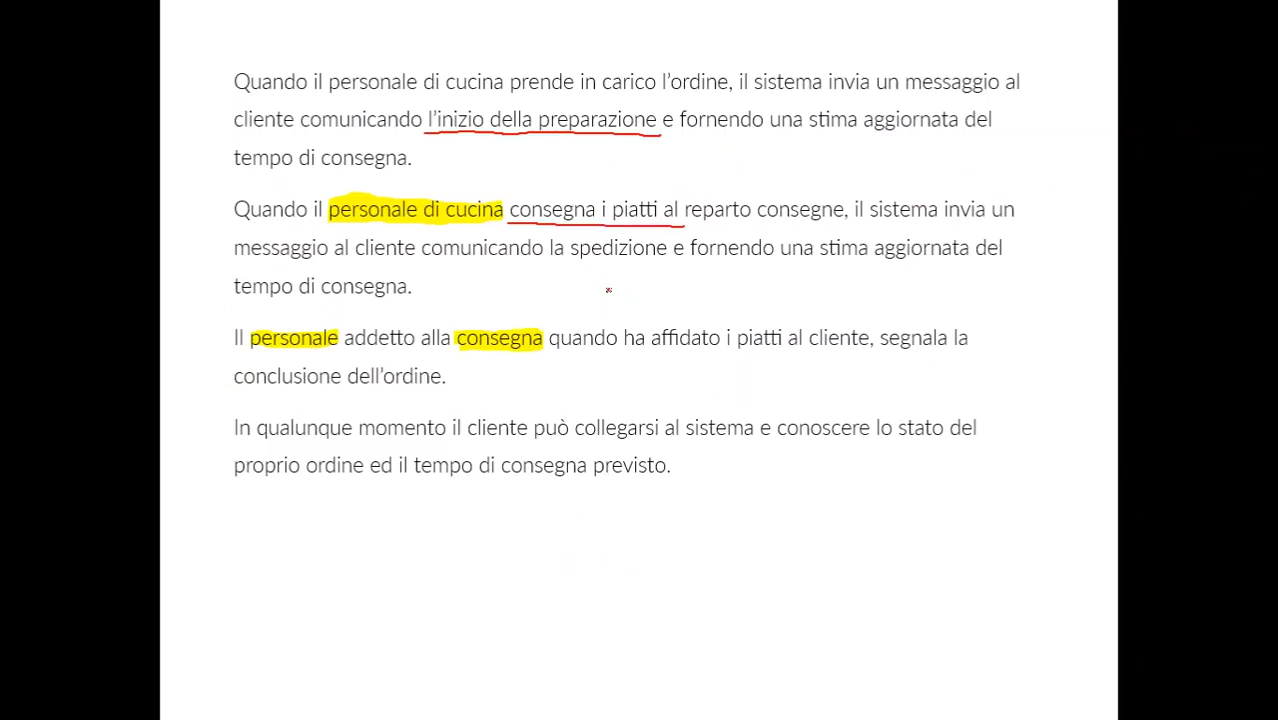 Quando il personale di cucina prende in carico l’ordine, il sistema invia un messaggio al
cliente comunicando l’inizio della preparazione e fornendo una stima aggiornata del
tempo di consegna.
Quando il personale di cucina consegna i piatti al reparto consegne, il sistema invia un
messaggio al cliente comunicando la spedizione e fornendo una stima aggiornata del
tempo di consegna.
Il personale addetto alla consegna quando ha affidato i piatti al cliente, segnala la
conclusione dell’ordine.
In qualunque momento il cliente può collegarsi al sistema e conoscere lo stato del
proprio ordine ed il tempo di consegna previsto.